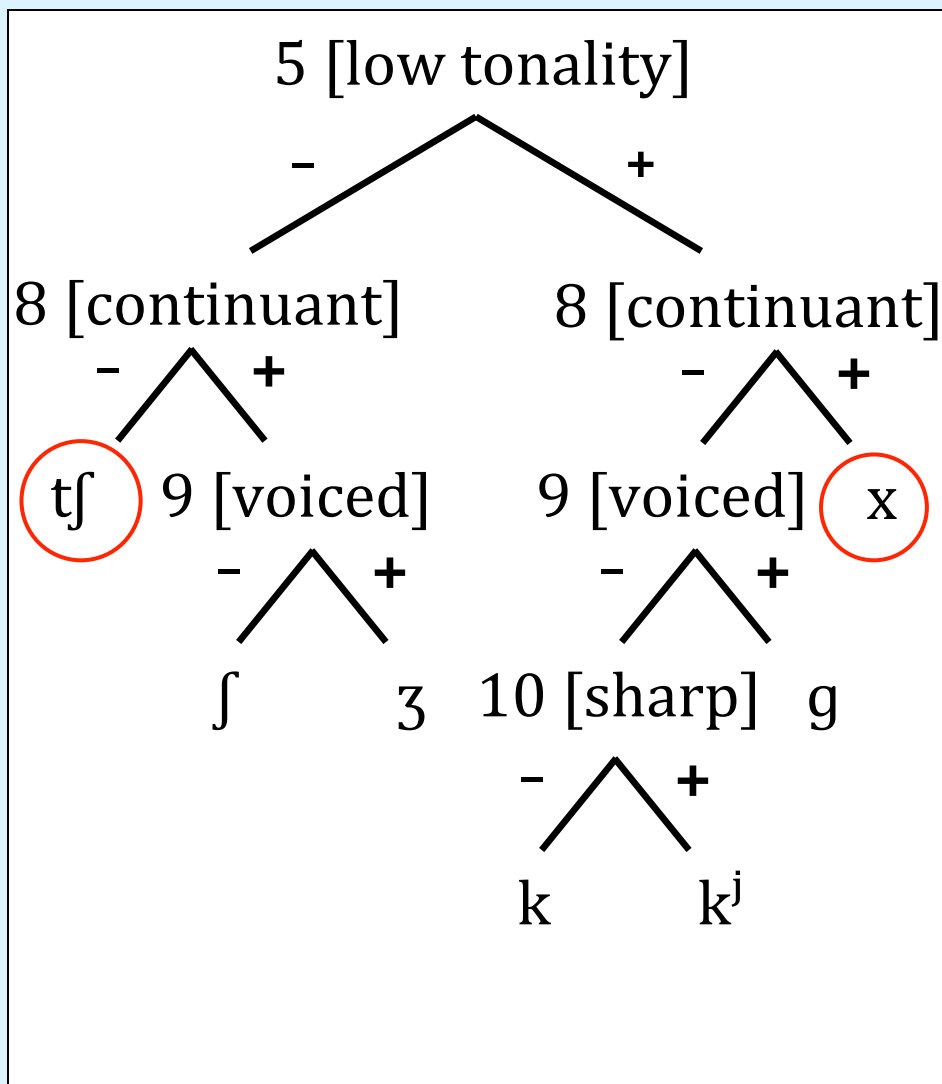 5 [low tonality]
– +
8 [continuant] 8 [continuant]
– + – +
tʃ 9 [voiced] 9 [voiced] x
– + – +
ʃ ʒ 10 [sharp] g
– +
k kʲ